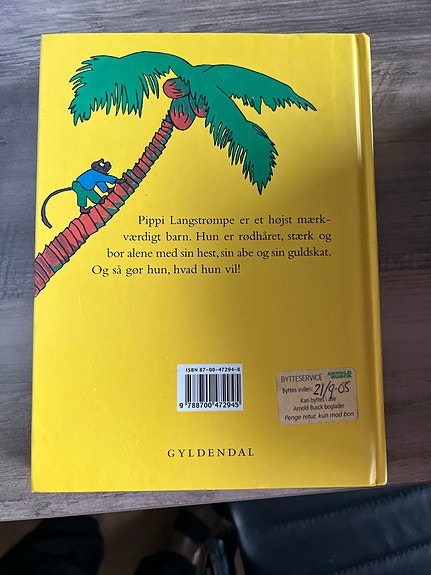 Pippi Langstrømpe er et højst mærk-
værdigt barn. Hun er rødhåret, stærk og
bor alene med sin hest, sin abe og sin guldskat.
Og så gør hun, hvad hun vil!
ISBN 87-00-47294-8
9 788700 472945
BYTTESERVICE ARNOLD BUSCK
Byttes inden: 21/9-05
Kan byttes i alle
Arnold Busck boglader
Penge retur, kun mod bon
GYLDENDAL